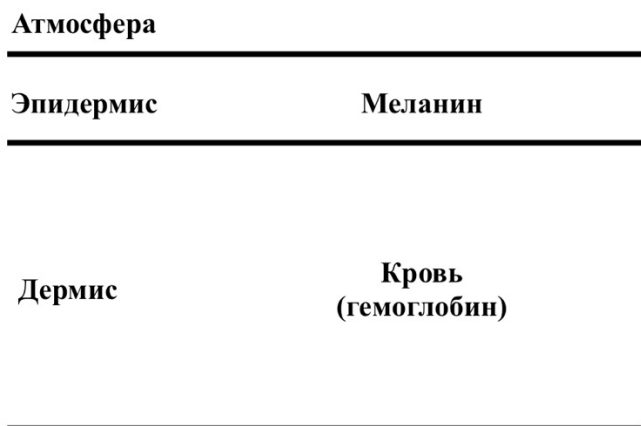 Атмосфера
Эпидермис Меланин
Дермис
Кровь
(гемоглобин)